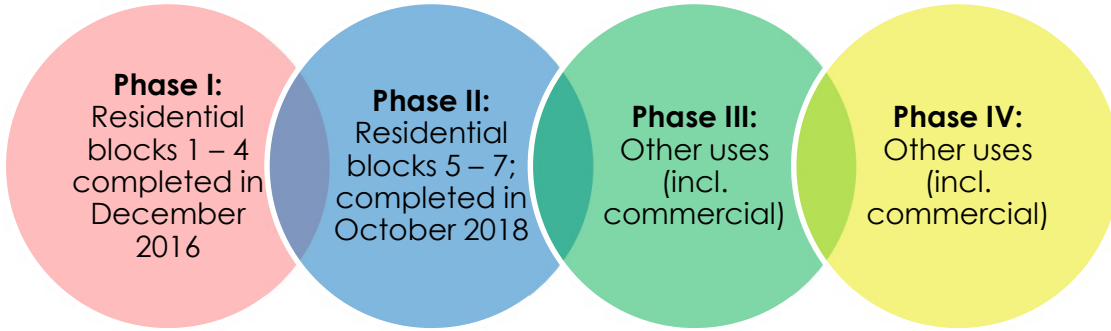 Phase I:
Residential
blocks 1 – 4
completed in
December
2016
Phase II:
Residential
blocks 5 – 7;
completed in
October 2018
Phase III:
Other uses
(incl.
commercial)
Phase IV:
Other uses
(incl.
commercial)